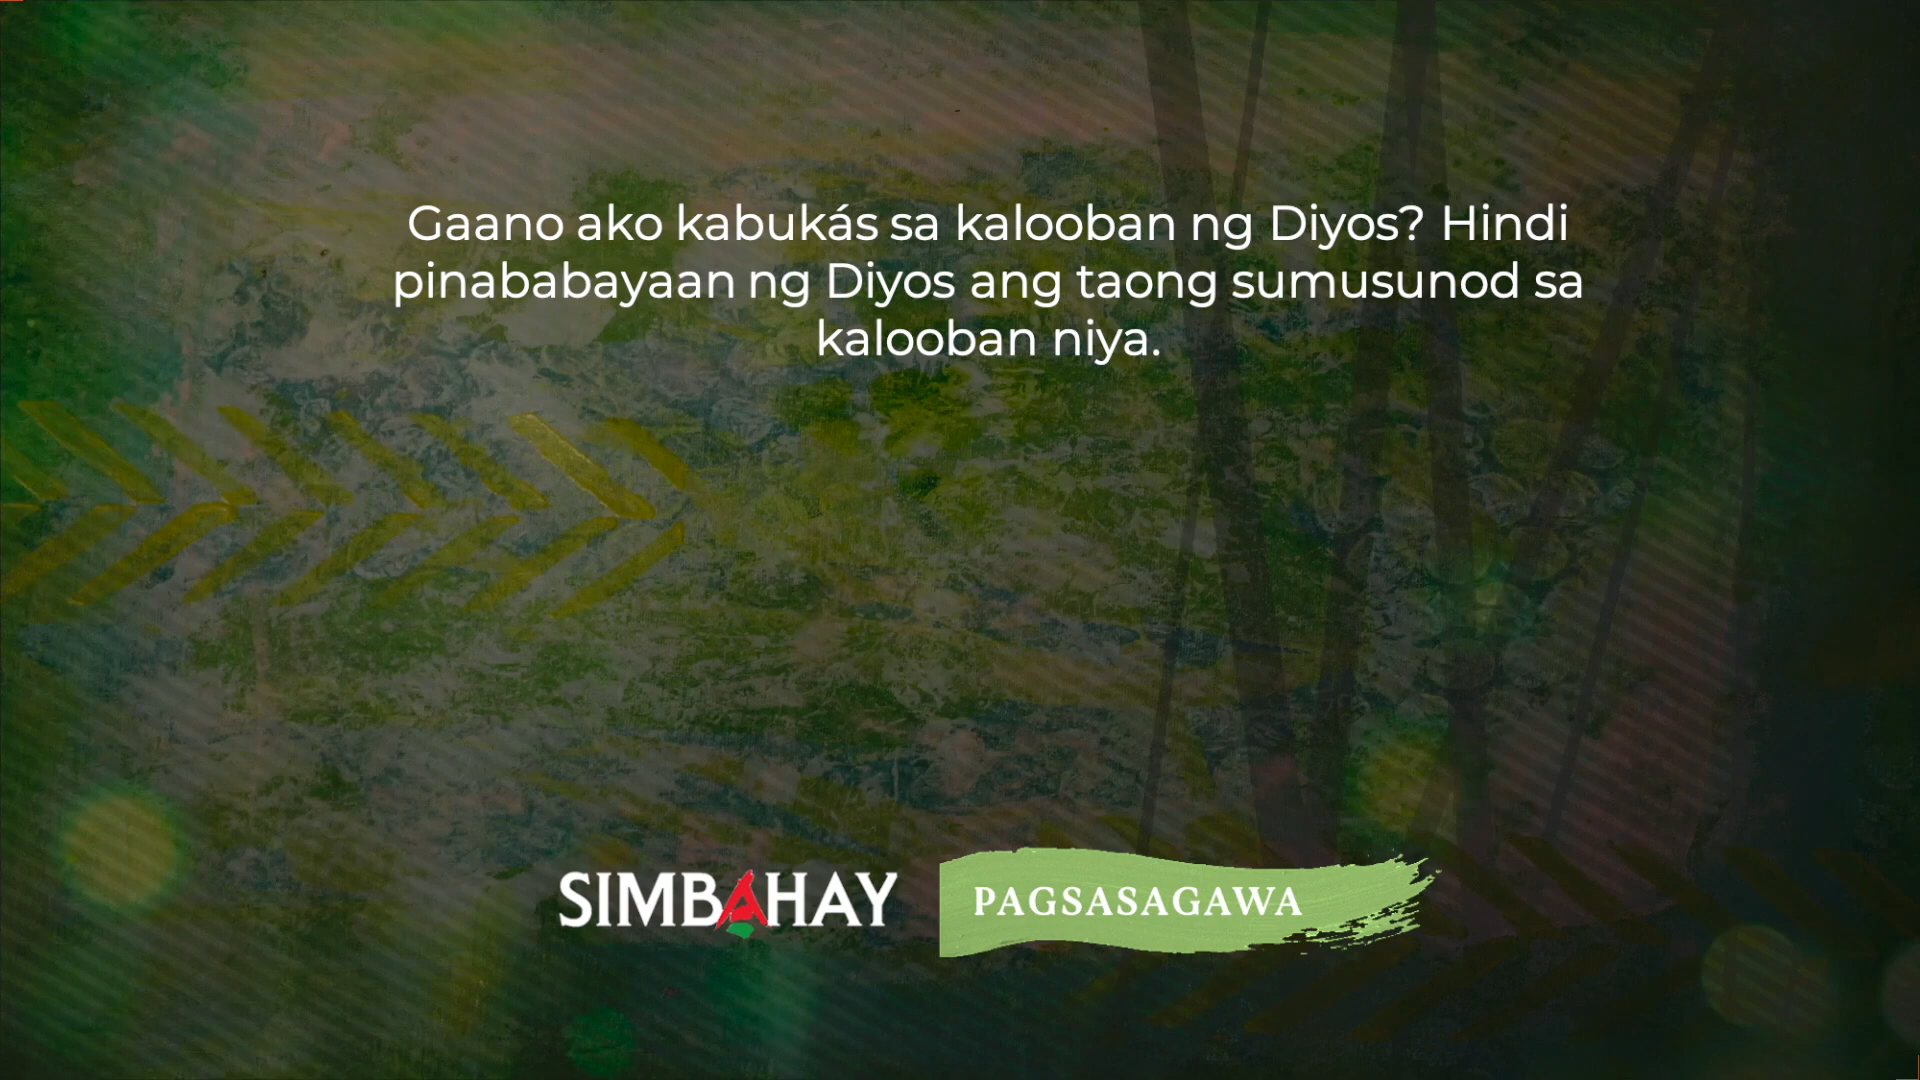 Gaano ako kabukás sa kalooban ng Diyos? Hindi
pinababayaan ng Diyos ang taong sumusunod sa
kalooban niya.
SIMBAHAY PAGSASAGAWA